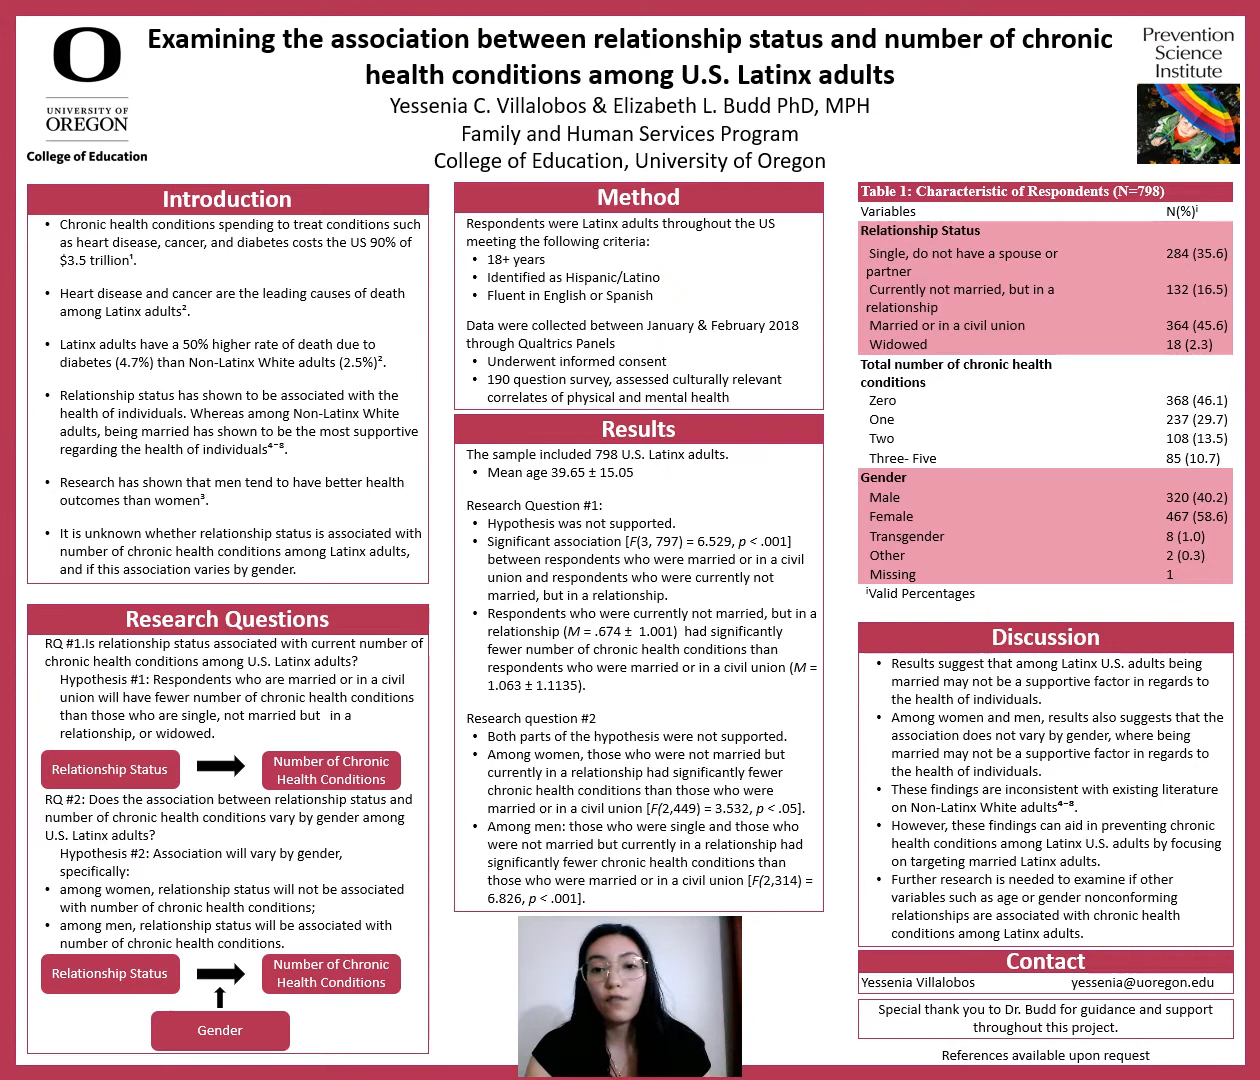 Examining the association between relationship status and number of chronic
health conditions among U.S. Latinx adults
Yessenia C. Villalobos & Elizabeth L. Budd PhD, MPH
Family and Human Services Program
College of Education, University of Oregon
O
UNIVERSITY OF
OREGON
College of Education
Prevention
Science
Institute
Introduction
• Chronic health conditions spending to treat conditions such
as heart disease, cancer, and diabetes costs the US 90% of
$3.5 trillion¹.
• Heart disease and cancer are the leading causes of death
among Latinx adults².
• Latinx adults have a 50% higher rate of death due to
diabetes (4.7%) than Non-Latinx White adults (2.5%)².
• Relationship status has shown to be associated with the
health of individuals. Whereas among Non-Latinx White
adults, being married has shown to be the most supportive
regarding the health of individuals⁴⁻⁸.
• Research has shown that men tend to have better health
outcomes than women³.
• It is unknown whether relationship status is associated with
number of chronic health conditions among Latinx adults,
and if this association varies by gender.
Research Questions
RQ #1.Is relationship status associated with current number of
chronic health conditions among U.S. Latinx adults?
Hypothesis #1: Respondents who are married or in a civil
union will have fewer number of chronic health conditions
than those who are single, not married but in a
relationship, or widowed.
Relationship Status
Number of Chronic
Health Conditions
RQ #2: Does the association between relationship status and
number of chronic health conditions vary by gender among
U.S. Latinx adults?
Hypothesis #2: Association will vary by gender,
specifically:
• among women, relationship status will not be associated
with number of chronic health conditions;
• among men, relationship status will be associated with
number of chronic health conditions.
Relationship Status
Number of Chronic
Health Conditions
Gender
Method
Respondents were Latinx adults throughout the US
meeting the following criteria:
• 18+ years
• Identified as Hispanic/Latino
• Fluent in English or Spanish
Data were collected between January & February 2018
through Qualtrics Panels
• Underwent informed consent
• 190 question survey, assessed culturally relevant
correlates of physical and mental health
Results
The sample included 798 U.S. Latinx adults.
• Mean age 39.65 ± 15.05
Research Question #1:
• Hypothesis was not supported.
• Significant association [F(3, 797) = 6.529, p < .001]
between respondents who were married or in a civil
union and respondents who were currently not
married, but in a relationship.
• Respondents who were currently not married, but in a
relationship (M = .674 ± 1.001) had significantly
fewer number of chronic health conditions than
respondents who were married or in a civil union (M =
1.063 ± 1.1135).
Research question #2
• Both parts of the hypothesis were not supported.
• Among women, those who were not married but
currently in a relationship had significantly fewer
chronic health conditions than those who were
married or in a civil union [F(2,449) = 3.532, p < .05].
• Among men: those who were single and those who
were not married but currently in a relationship had
significantly fewer chronic health conditions than
those who were married or in a civil union [F(2,314) =
6.826, p < .001].
Table 1: Characteristic of Respondents (N=798)
Variables N(%)ⁱ
Relationship Status
Single, do not have a spouse or
partner 284 (35.6)
Currently not married, but in a
relationship 132 (16.5)
Married or in a civil union 364 (45.6)
Widowed 18 (2.3)
Total number of chronic health
conditions
Zero 368 (46.1)
One 237 (29.7)
Two 108 (13.5)
Three- Five 85 (10.7)
Gender
Male 320 (40.2)
Female 467 (58.6)
Transgender 8 (1.0)
Other 2 (0.3)
Missing 1
ⁱValid Percentages
Discussion
• Results suggest that among Latinx U.S. adults being
married may not be a supportive factor in regards to
the health of individuals.
• Among women and men, results also suggests that the
association does not vary by gender, where being
married may not be a supportive factor in regards to
the health of individuals.
• These findings are inconsistent with existing literature
on Non-Latinx White adults⁴⁻⁸.
• However, these findings can aid in preventing chronic
health conditions among Latinx U.S. adults by focusing
on targeting married Latinx adults.
• Further research is needed to examine if other
variables such as age or gender nonconforming
relationships are associated with chronic health
conditions among Latinx adults.
Contact
Yessenia Villalobos yessenia@uoregon.edu
Special thank you to Dr. Budd for guidance and support
throughout this project.
References available upon request